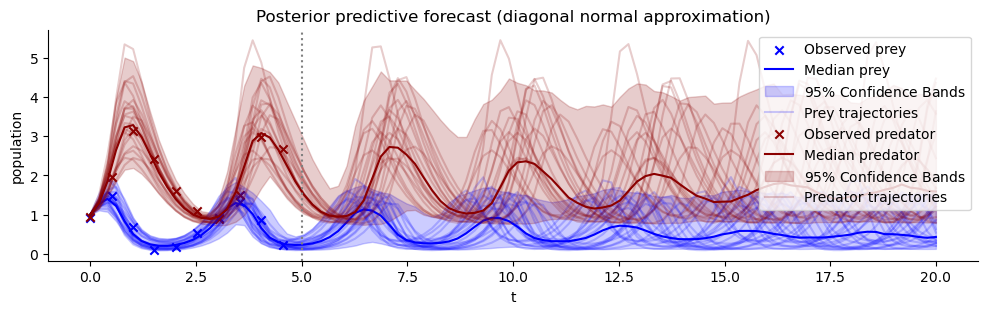 Posterior predictive forecast (diagonal normal approximation)
population
5
4
3
2
1
0
Observed prey
Median prey
95% Confidence Bands
Prey trajectories
Observed predator
Median predator
95% Confidence Bands
Predator trajectories
0.0 2.5 5.0 7.5 10.0 12.5 15.0 17.5 20.0
t